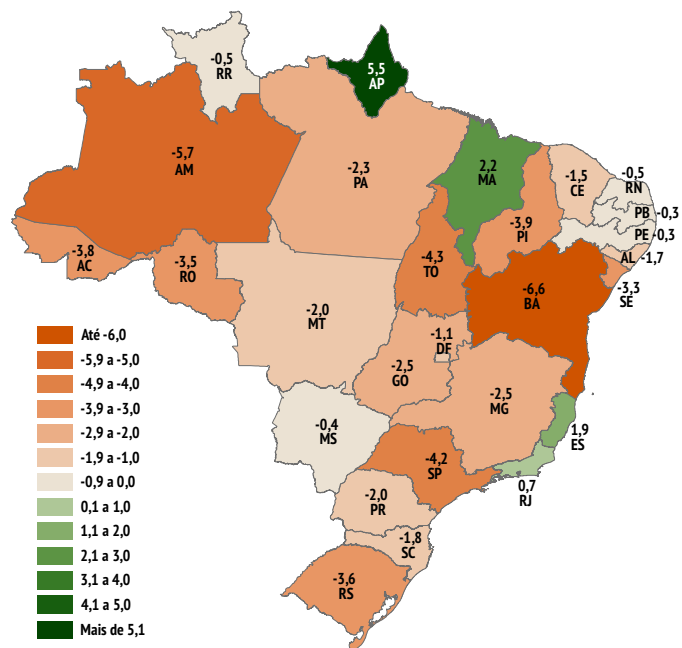 -0,5
RR
5,5
AP
-5,7
AM
-2,3
PA
2,2
MA
-1,5
CE
-0,5
RN
PB -0,3
PE -0,3
AL -1,7
-3,3
SE
-3,9
PI
-4,3
TO
-3,8
AC
-3,5
RO
-6,6
BA
-2,0
MT
-1,1
DF
-2,5
GO
-2,5
MG
1,9
ES
-0,4
MS
-4,2
SP
0,7
RJ
-2,0
PR
-1,8
SC
-3,6
RS
Até -6,0
-5,9 a -5,0
-4,9 a -4,0
-3,9 a -3,0
-2,9 a -2,0
-1,9 a -1,0
-0,9 a 0,0
0,1 a 1,0
1,1 a 2,0
2,1 a 3,0
3,1 a 4,0
4,1 a 5,0
Mais de 5,1